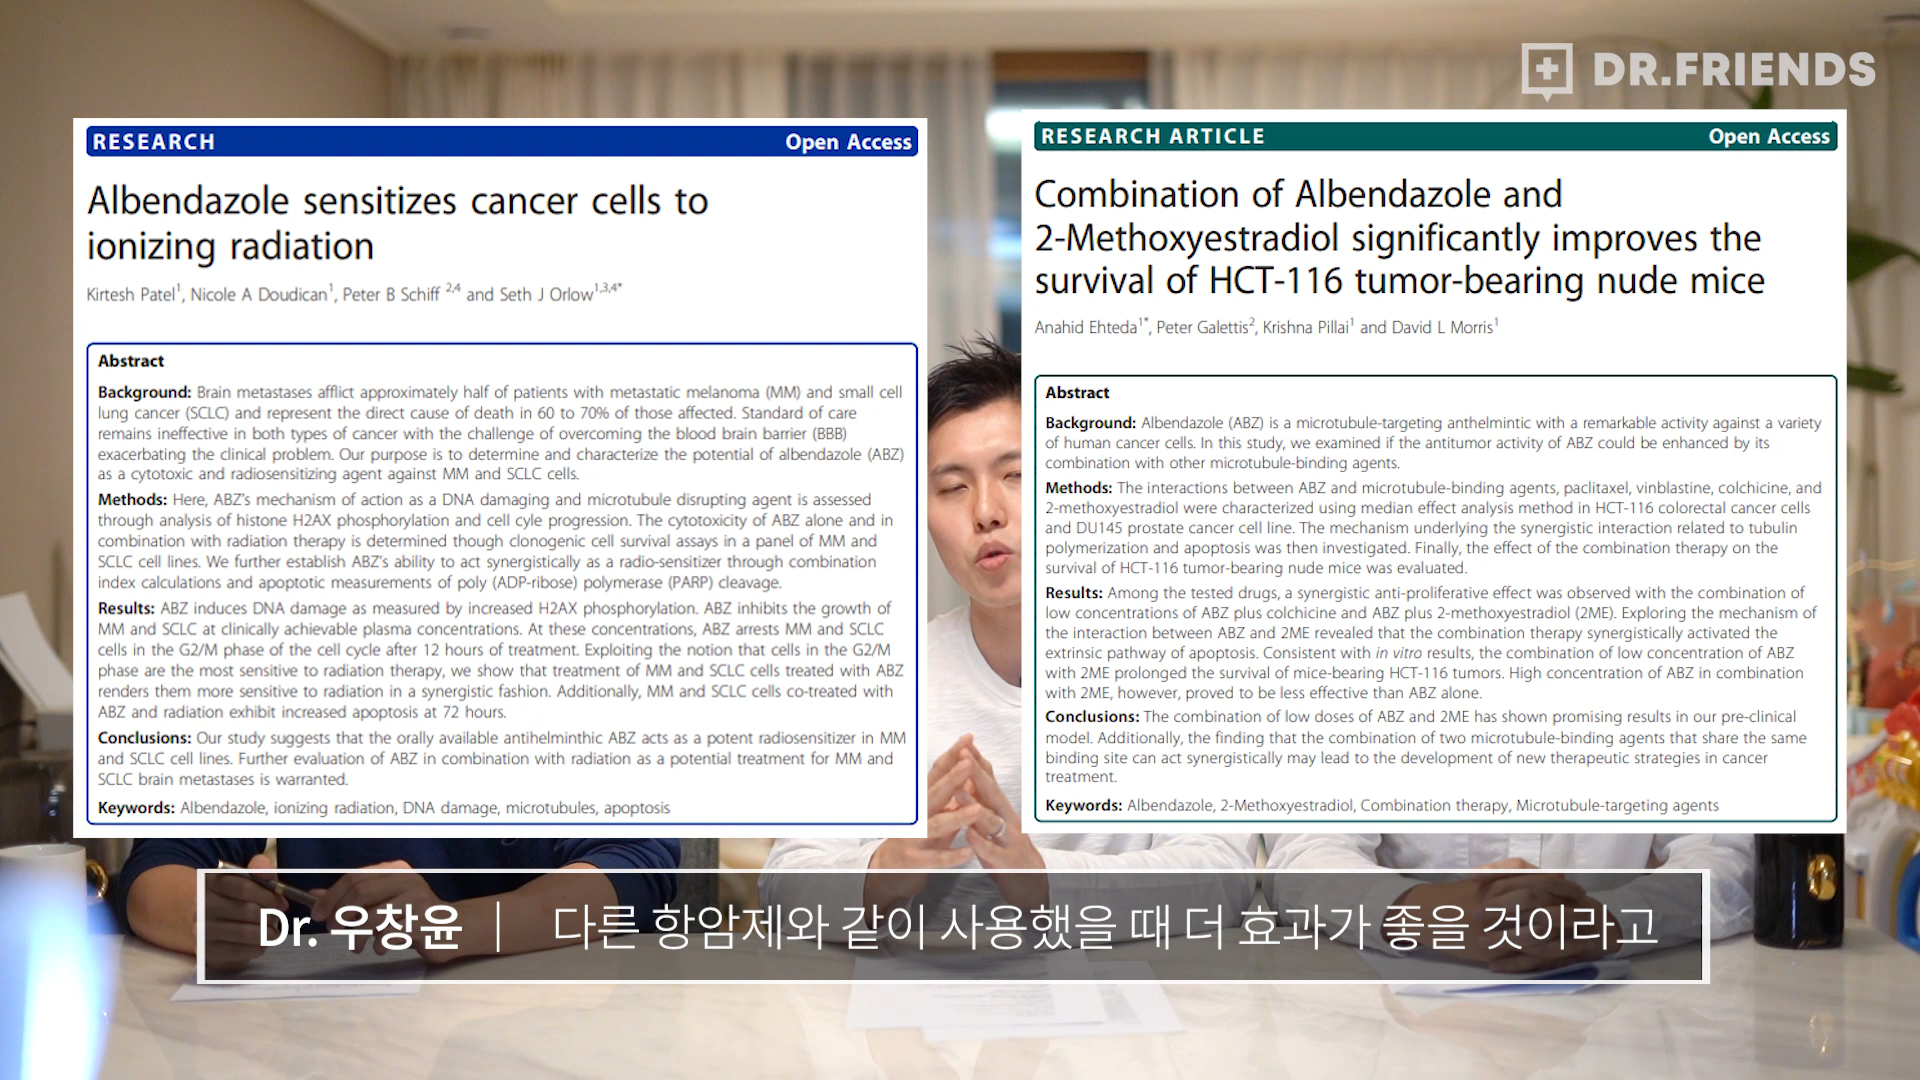 DR.FRIENDS
RESEARCH Open Access
Albendazole sensitizes cancer cells to
ionizing radiation
Kirtesh Patel1, Nicole A Doudican1, Peter B Schiff 2,4 and Seth J Orlow1,3,4*
Abstract
Background: Brain metastases afflict approximately half of patients with metastatic melanoma (MM) and small cell
lung cancer (SCLC) and represent the direct cause of death in 60 to 70% of those affected. Standard of care
remains ineffective in both types of cancer with the challenge of overcoming the blood brain barrier (BBB)
exacerbating the clinical problem. Our purpose is to determine and characterize the potential of albendazole (ABZ)
as a cytotoxic and radiosensitizing agent against MM and SCLC cells.
Methods: Here, ABZ's mechanism of action as a DNA damaging and microtubule disrupting agent is assessed
through analysis of histone H2AX phosphorylation and cell cyle progression. The cytotoxicity of ABZ alone and in
combination with radiation therapy is determined though clonogenic cell survival assays in a panel of MM and
SCLC cell lines. We further establish ABZ's ability to act synergistically as a radio-sensitizer through combination
index calculations and apoptotic measurements of poly (ADP-ribose) polymerase (PARP) cleavage.
Results: ABZ induces DNA damage as measured by increased H2AX phosphorylation. ABZ inhibits the growth of
MM and SCLC at clinically achievable plasma concentrations. At these concentrations, ABZ arrests MM and SCLC
cells in the G2/M phase of the cell cycle after 12 hours of treatment. Exploiting the notion that cells in the G2/M
phase are the most sensitive to radiation therapy, we show that treatment of MM and SCLC cells treated with ABZ
renders them more sensitive to radiation in a synergistic fashion. Additionally, MM and SCLC cells co-treated with
ABZ and radiation exhibit increased apoptosis at 72 hours.
Conclusions: Our study suggests that the orally available antihelminthic ABZ acts as a potent radiosensitizer in MM
and SCLC cell lines. Further evaluation of ABZ in combination with radiation as a potential treatment for MM and
SCLC brain metastases is warranted.
Keywords: Albendazole, ionizing radiation, DNA damage, microtubules, apoptosis
RESEARCH ARTICLE Open Access
Combination of Albendazole and
2-Methoxyestradiol significantly improves the
survival of HCT-116 tumor-bearing nude mice
Anahid Ehteda1*, Peter Galettis2, Krishna Pillai1 and David L Morris1
Abstract
Background: Albendazole (ABZ) is a microtubule-targeting anthelmintic with a remarkable activity against a variety
of human cancer cells. In this study, we examined if the antitumor activity of ABZ could be enhanced by its
combination with other microtubule-binding agents.
Methods: The interactions between ABZ and microtubule-binding agents, paclitaxel, vinblastine, colchicine, and
2-methoxyestradiol were characterized using median effect analysis method in HCT-116 colorectal cancer cells
and DU145 prostate cancer cell line. The mechanism underlying the synergistic interaction related to tubulin
polymerization and apoptosis was then investigated. Finally, the effect of the combination therapy on the
survival of HCT-116 tumor-bearing nude mice was evaluated.
Results: Among the tested drugs, a synergistic anti-proliferative effect was observed with the combination of
low concentrations of ABZ plus colchicine and ABZ plus 2-methoxyestradiol (2ME). Exploring the mechanism of
the interaction between ABZ and 2ME revealed that the combination therapy synergistically activated the
extrinsic pathway of apoptosis. Consistent with in vitro results, the combination of low concentration of ABZ
with 2ME prolonged the survival of mice-bearing HCT-116 tumors. High concentration of ABZ in combination
with 2ME, however, proved to be less effective than ABZ alone.
Conclusions: The combination of low doses of ABZ and 2ME has shown promising results in our pre-clinical
model. Additionally, the finding that the combination of two microtubule-binding agents that share the same
binding site can act synergistically may lead to the development of new therapeutic strategies in cancer
treatment.
Keywords: Albendazole, 2-Methoxyestradiol, Combination therapy, Microtubule-targeting agents
Dr. 우창윤 | 다른 항암제와 같이 사용했을 때 더 효과가 좋을 것이라고